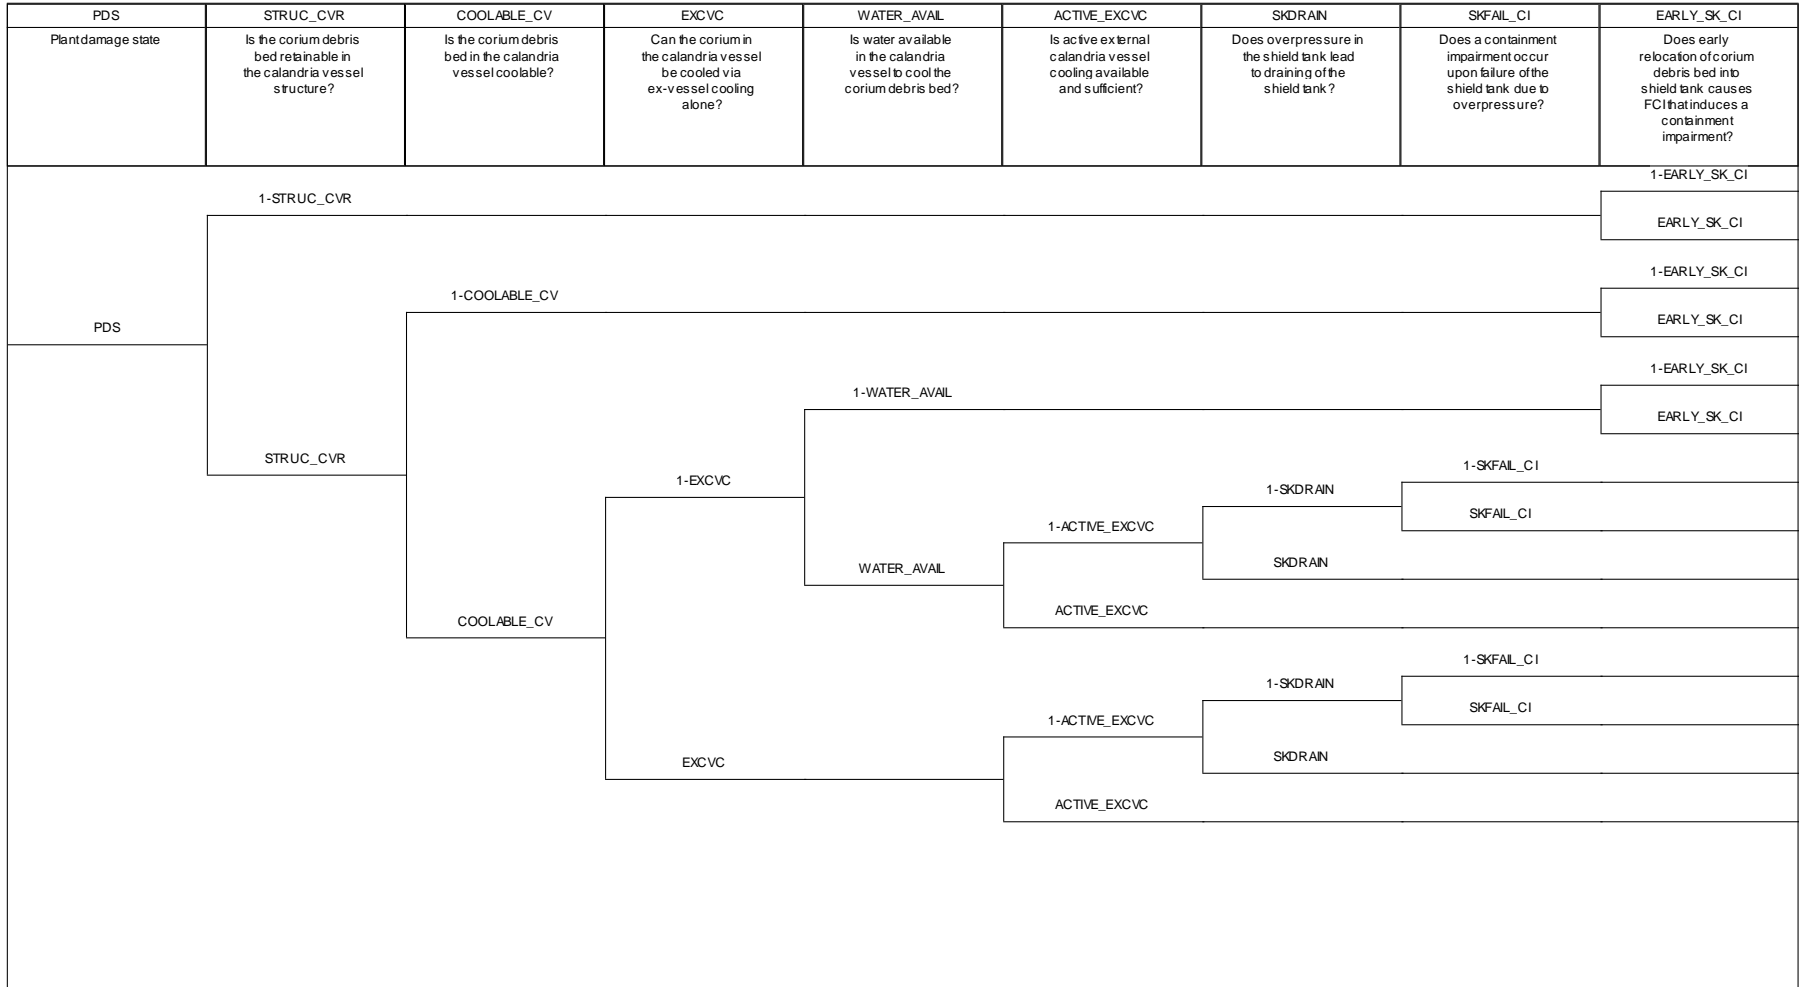 PDS
STRUC_CVR
COOLABLE_CV
EXCVC
WATER_AVAIL
ACTIVE_EXCVC
SKDRAIN
SKFAIL_CI
EARLY_SK_CI
Plant damage state
Is the corium debris
bed retainable in
the calandria vessel
structure?
Is the corium debris
bed in the calandria
vessel coolable?
Can the corium in
the calandria vessel
be cooled via
ex-vessel cooling
alone?
Is water available
in the calandria
vessel to cool the
corium debris bed?
Is active external
calandria vessel
cooling available
and sufficient?
Does overpressure in
the shield tank lead
to draining of the
shield tank?
Does a containment
impairment occur
upon failure of the
shield tank due to
overpressure?
Does early
relocation of corium
debris bed into
shield tank causes
FCI that induces a
containment
impairment?
1-EARLY_SK_CI
1-STRUC_CVR
EARLY_SK_CI
1-EARLY_SK_CI
1-COOLABLE_CV
EARLY_SK_CI
PDS
1-EARLY_SK_CI
1-WATER_AVAIL
EARLY_SK_CI
STRUC_CVR
1-SKFAIL_CI
1-EXCVC
1-SKDRAIN
SKFAIL_CI
1-ACTIVE_EXCVC
SKDRAIN
WATER_AVAIL
ACTIVE_EXCVC
COOLABLE_CV
1-SKFAIL_CI
1-SKDRAIN
SKFAIL_CI
1-ACTIVE_EXCVC
SKDRAIN
EXCVC
ACTIVE_EXCVC